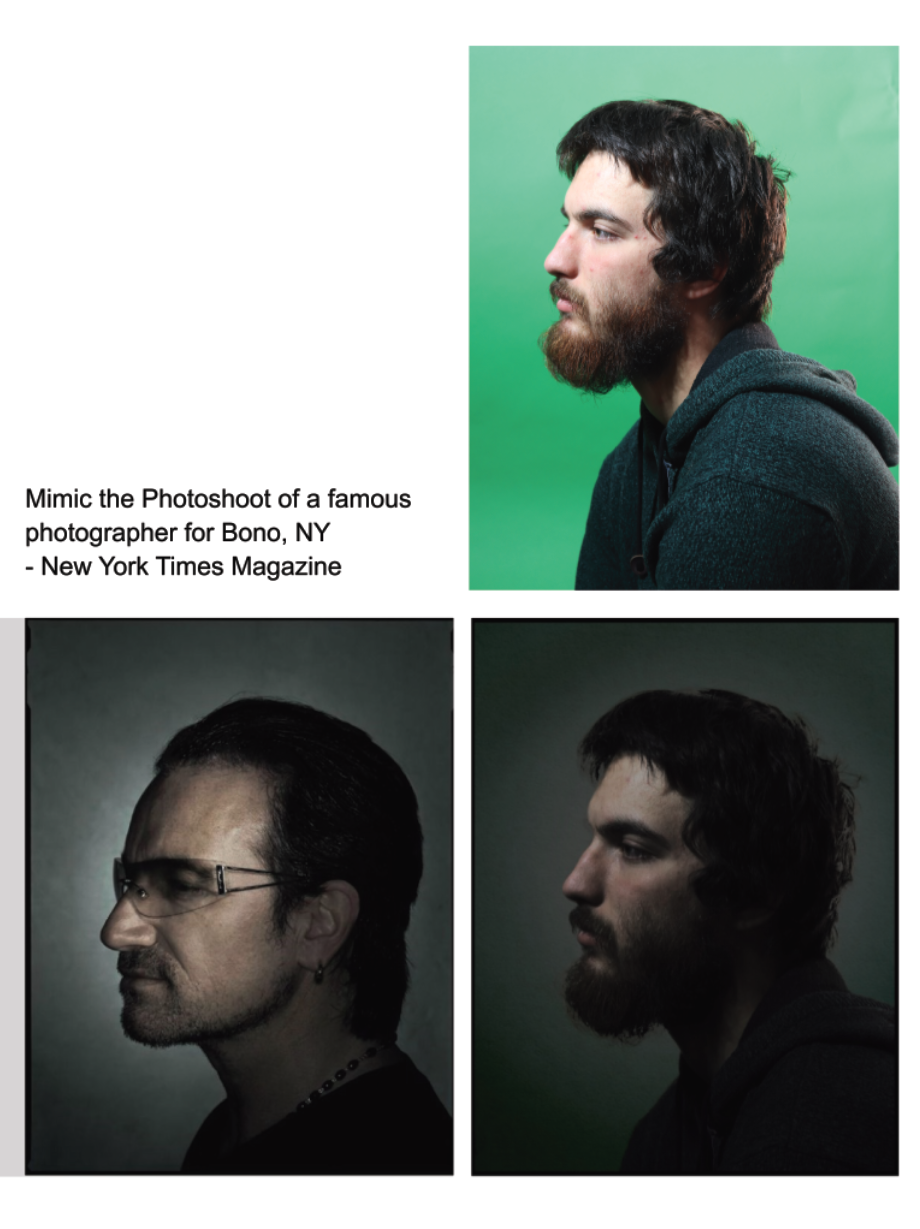 Mimic the Photoshoot of a famous
photographer for Bono, NY
- New York Times Magazine